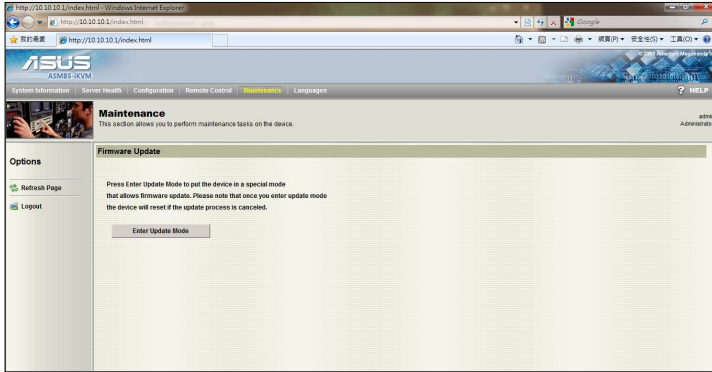 http://10.10.10.1/index.html - Windows Internet Explorer
http://10.10.10.1/index.html
Google
我的最愛
http://10.10.10.1/index.html
網頁(P)
安全性(S)
工具(O)
ASUS
ASMB5-iKVM
System Information
Server Health
Configuration
Remote Control
Maintenance
Languages
? HELP
Maintenance
This section allows you to perform maintenance tasks on the device.
admin
Administrato
Options
Refresh Page
Logout
Firmware Update
Press Enter Update Mode to put the device in a special mode
that allows firmware update. Please note that once you enter update mode
the device will reset if the update process is canceled.
Enter Update Mode